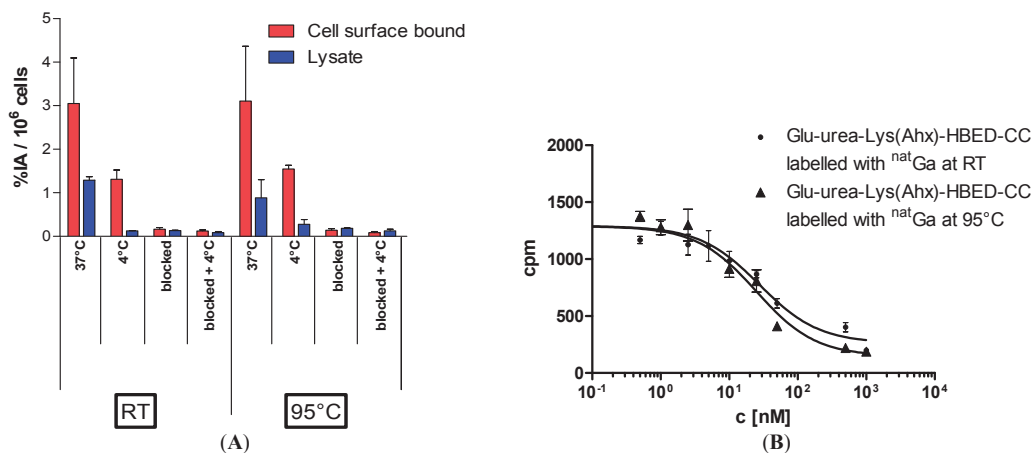 5
4
3
2
1
0
%IA / 10⁶ cells
Cell surface bound
Lysate
37°C
4°C
blocked
blocked + 4°C
37°C
4°C
blocked
blocked + 4°C
RT
95°C
(A)
2000
1500
1000
500
0
cpm
10⁻¹ 10⁰ 10¹ 10² 10³ 10⁴
c [nM]
Glu-urea-Lys(Ahx)-HBED-CC
labelled with ⁿᵃᵗGa at RT
Glu-urea-Lys(Ahx)-HBED-CC
labelled with ⁿᵃᵗGa at 95°C
(B)